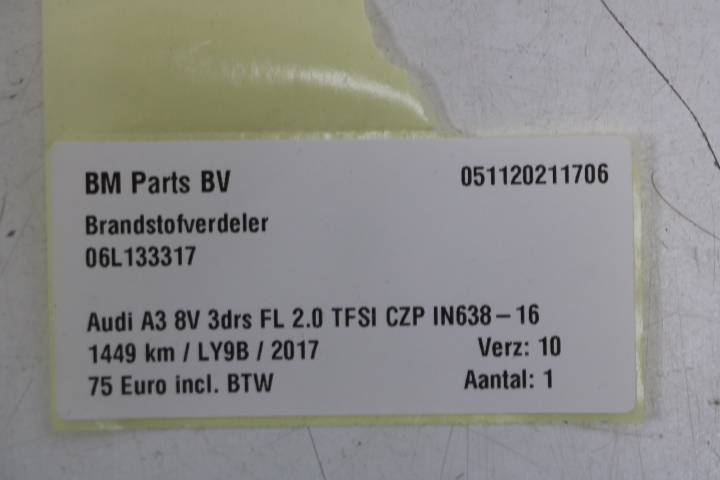 BM Parts BV 051120211706
Brandstofverdeler
06L133317
Audi A3 8V 3drs FL 2.0 TFSI CZP IN638-16
1449 km / LY9B / 2017 Verz: 10
75 Euro incl. BTW Aantal: 1